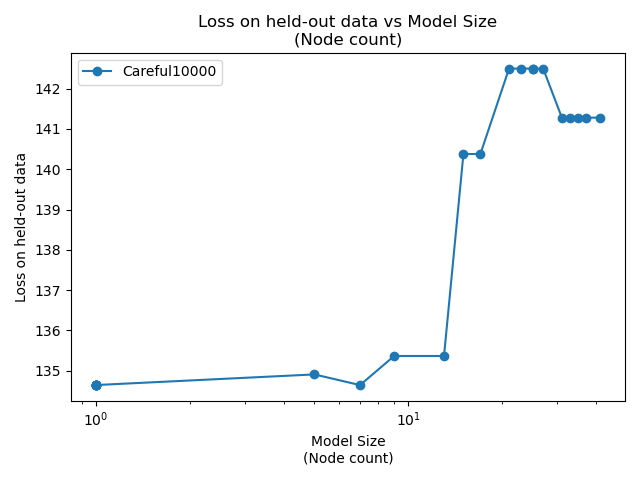 Loss on held-out data vs Model Size
(Node count)
Careful10000
Loss on held-out data
142
141
140
139
138
137
136
135
10⁰
10¹
Model Size
(Node count)